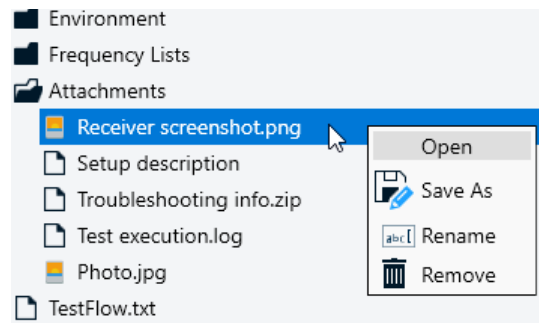 Environment
Frequency Lists
Attachments
Receiver screenshot.png
Setup description
Troubleshooting info.zip
Test execution.log
Photo.jpg
TestFlow.txt
Open
Save As
abc Rename
Remove